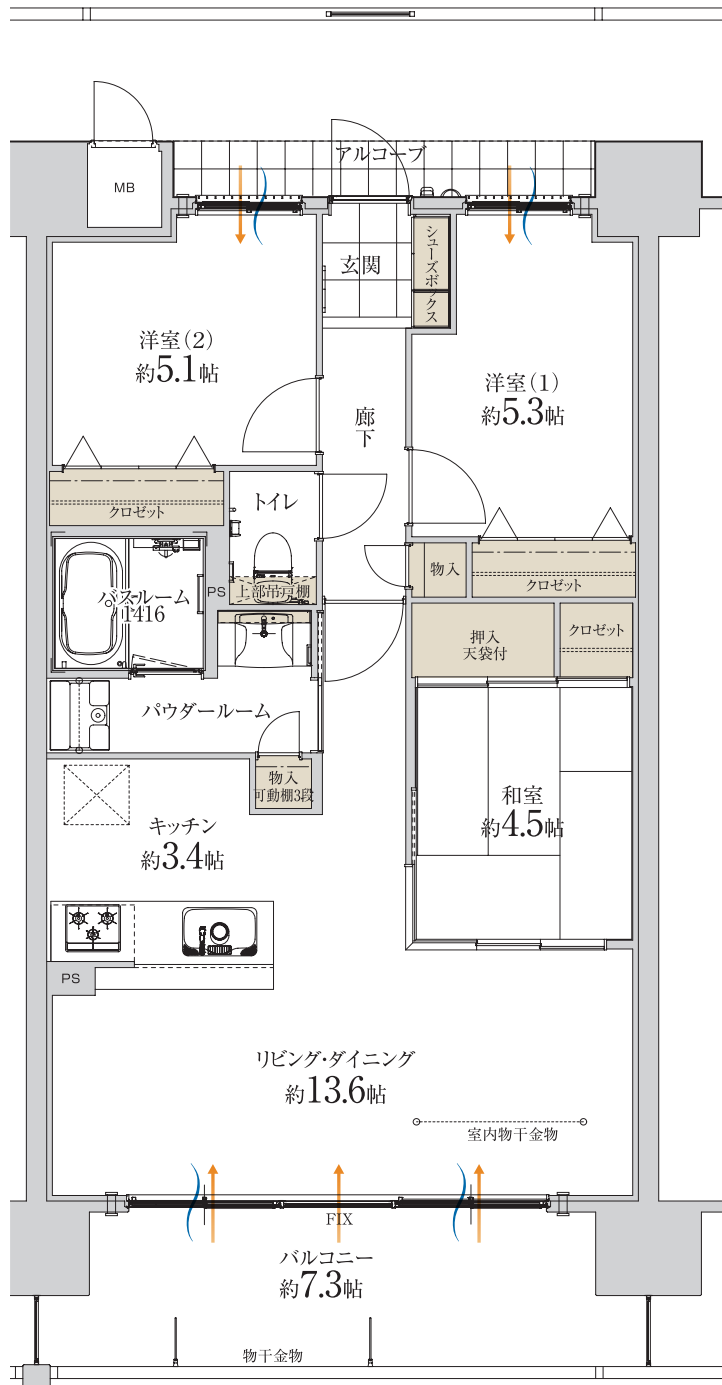 アルコーブ
MB
玄関
シューズボックス
洋室(2)
約5.1帖
洋室(1)
約5.3帖
廊下
クロゼット
トイレ
上部吊戸棚
PS
バスルーム
1416
物入
クロゼット
押入
天袋付
クロゼット
パウダールーム
物入
可動棚3段
和室
約4.5帖
キッチン
約3.4帖
PS
リビング・ダイニング
約13.6帖
室内物干金物
FIX
バルコニー
約7.3帖
物干金物